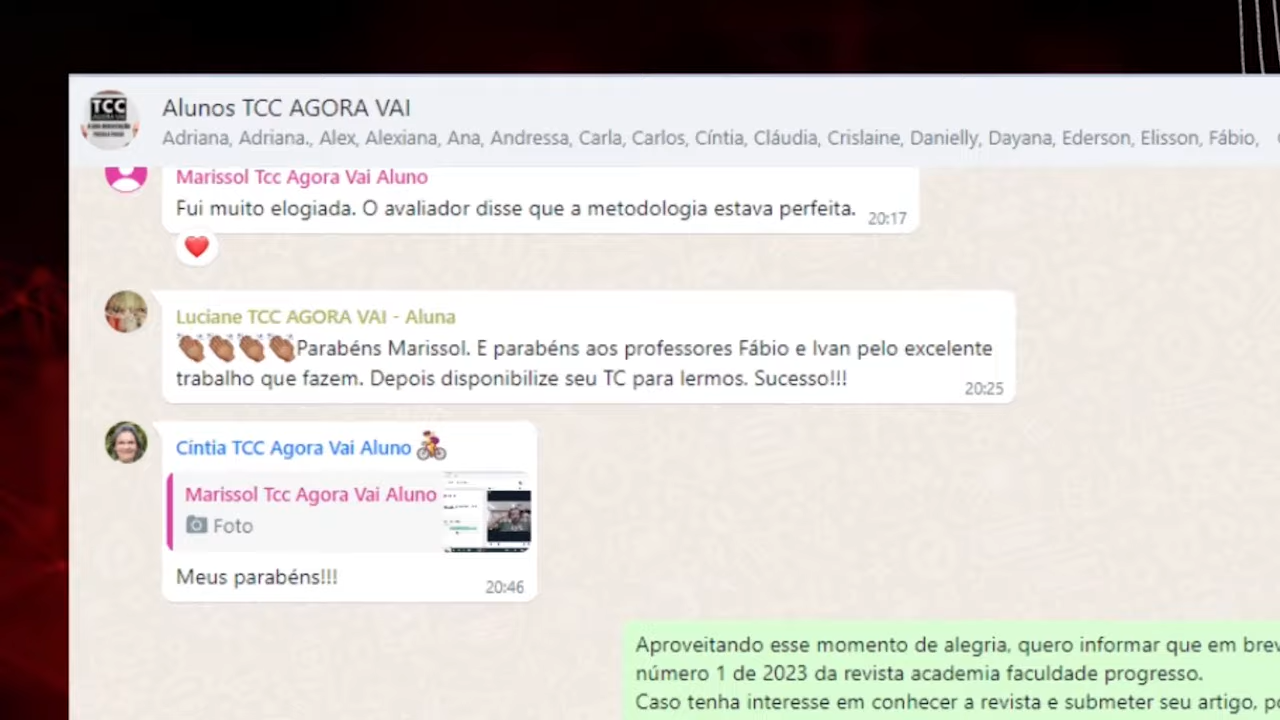 TCC
Alunos TCC AGORA VAI
Adriana, Adriana., Alex, Alexiana, Ana, Andressa, Carla, Carlos, Cíntia, Cláudia, Crislaine, Danielly, Dayana, Ederson, Elisson, Fábio,
Marissol Tcc Agora Vai Aluno
Fui muito elogiada. O avaliador disse que a metodologia estava perfeita. 20:17
Luciane TCC AGORA VAI - Aluna
👏🏽👏🏽👏🏽👏🏽Parabéns Marissol. E parabéns aos professores Fábio e Ivan pelo excelente
trabalho que fazem. Depois disponibilize seu TC para lermos. Sucesso!!!
20:25
Cíntia TCC Agora Vai Aluno
Marissol Tcc Agora Vai Aluno
Foto
Meus parabéns!!! 20:46
Aproveitando esse momento de alegria, quero informar que em brev
número 1 de 2023 da revista academia faculdade progresso.
Caso tenha interesse em conhecer a revista e submeter seu artigo, po